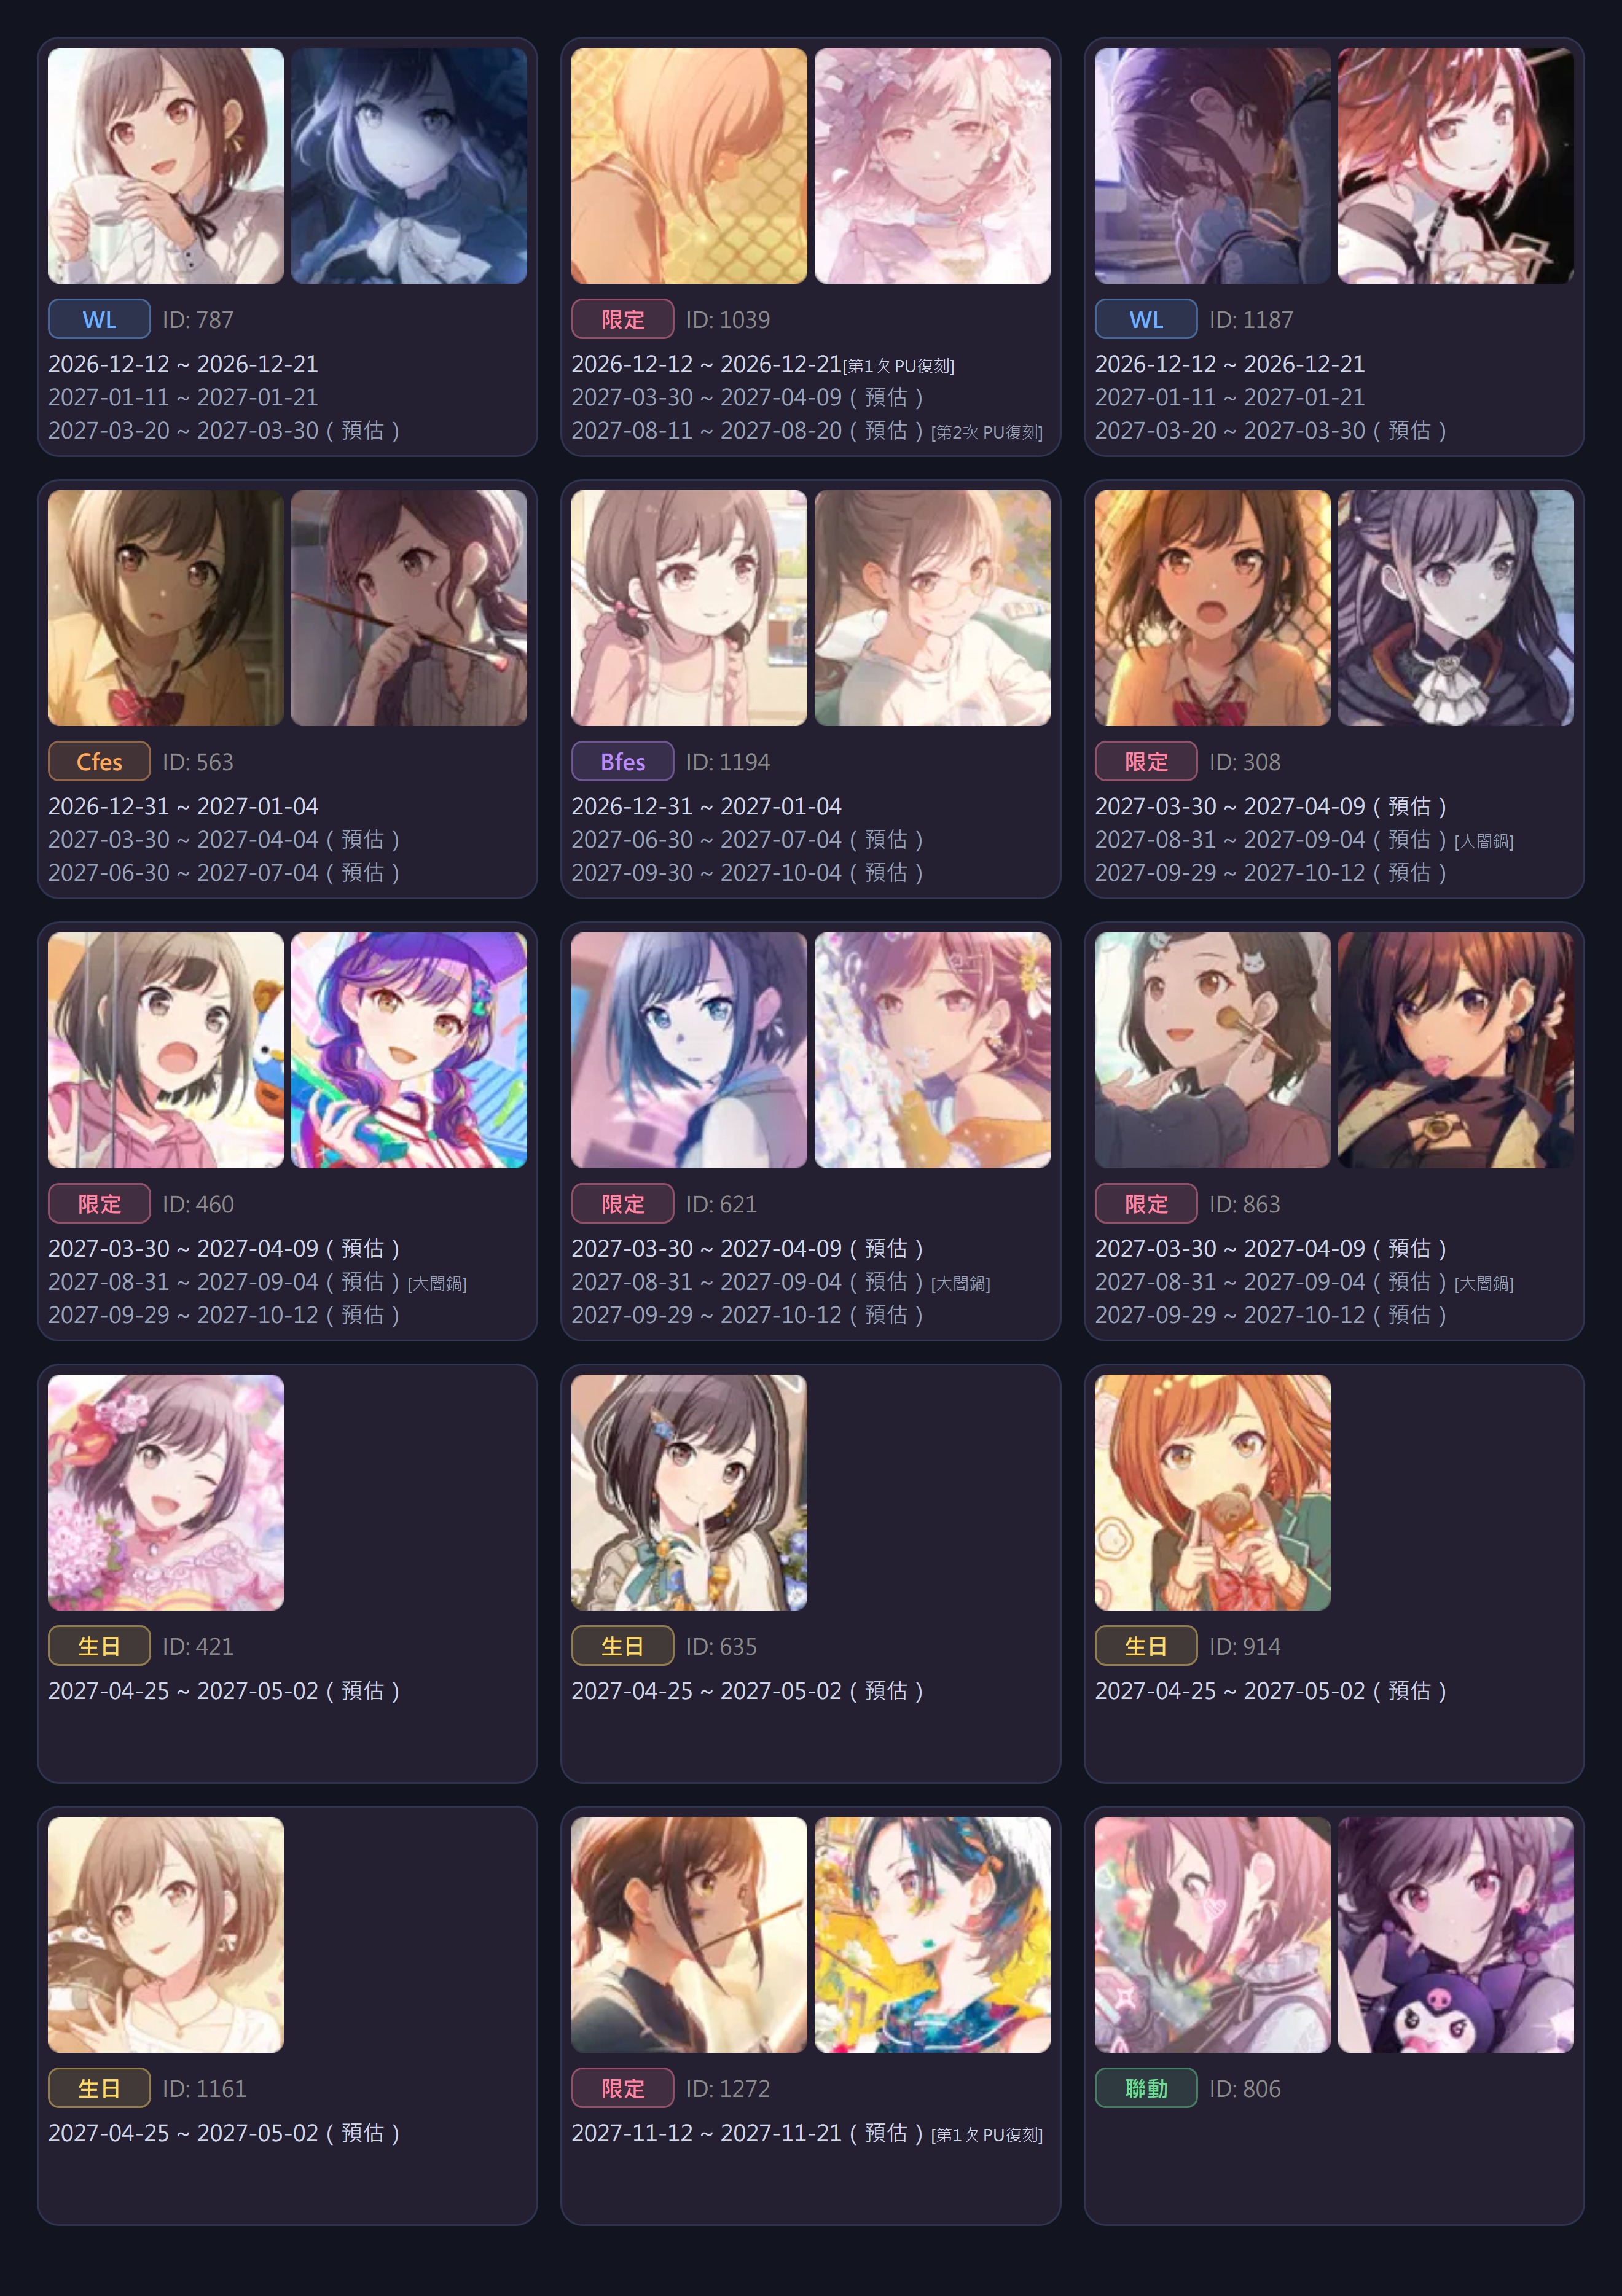 WL ID: 787
2026-12-12 ~ 2026-12-21
2027-01-11 ~ 2027-01-21
2027-03-20 ~ 2027-03-30 ( 預估 )
限定 ID: 1039
2026-12-12 ~ 2026-12-21[第1次 PU復刻]
2027-03-30 ~ 2027-04-09 ( 預估 )
2027-08-11 ~ 2027-08-20 ( 預估 ) [第2次 PU復刻]
WL ID: 1187
2026-12-12 ~ 2026-12-21
2027-01-11 ~ 2027-01-21
2027-03-20 ~ 2027-03-30 ( 預估 )
Cfes ID: 563
2026-12-31 ~ 2027-01-04
2027-03-30 ~ 2027-04-04 ( 預估 )
2027-06-30 ~ 2027-07-04 ( 預估 )
Bfes ID: 1194
2026-12-31 ~ 2027-01-04
2027-06-30 ~ 2027-07-04 ( 預估 )
2027-09-30 ~ 2027-10-04 ( 預估 )
限定 ID: 308
2027-03-30 ~ 2027-04-09 ( 預估 )
2027-08-31 ~ 2027-09-04 ( 預估 ) [大闇鍋]
2027-09-29 ~ 2027-10-12 ( 預估 )
限定 ID: 460
2027-03-30 ~ 2027-04-09 ( 預估 )
2027-08-31 ~ 2027-09-04 ( 預估 ) [大闇鍋]
2027-09-29 ~ 2027-10-12 ( 預估 )
限定 ID: 621
2027-03-30 ~ 2027-04-09 ( 預估 )
2027-08-31 ~ 2027-09-04 ( 預估 ) [大闇鍋]
2027-09-29 ~ 2027-10-12 ( 預估 )
限定 ID: 863
2027-03-30 ~ 2027-04-09 ( 預估 )
2027-08-31 ~ 2027-09-04 ( 預估 ) [大闇鍋]
2027-09-29 ~ 2027-10-12 ( 預估 )
生日 ID: 421
2027-04-25 ~ 2027-05-02 ( 預估 )
生日 ID: 635
2027-04-25 ~ 2027-05-02 ( 預估 )
生日 ID: 914
2027-04-25 ~ 2027-05-02 ( 預估 )
生日 ID: 1161
2027-04-25 ~ 2027-05-02 ( 預估 )
限定 ID: 1272
2027-11-12 ~ 2027-11-21 ( 預估 ) [第1次 PU復刻]
聯動 ID: 806